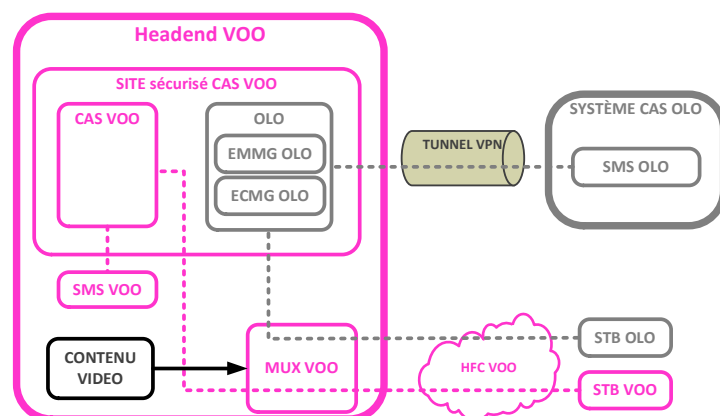 Headend VOO
SITE sécurisé CAS VOO
CAS VOO
OLO
EMMG OLO
ECMG OLO
TUNNEL VPN
SYSTÈME CAS OLO
SMS OLO
SMS VOO
CONTENU
VIDEO
MUX VOO
HFC VOO
STB OLO
STB VOO